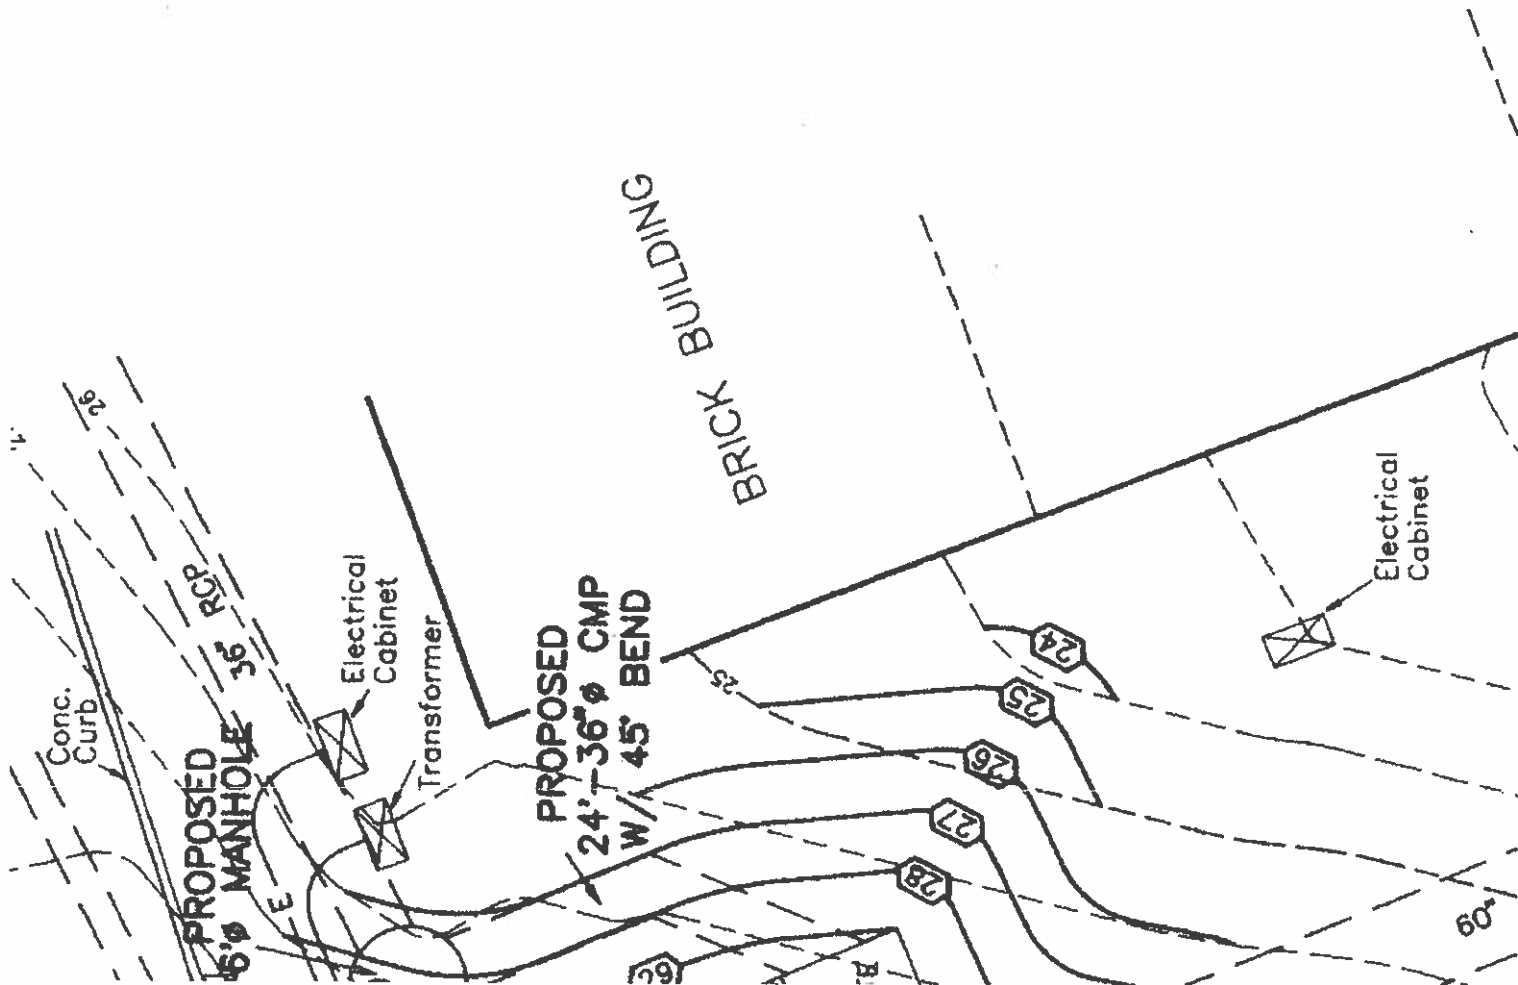 26
Conc.
Curb
36" RCP
PROPOSED
6'ø MANHOLE
E
Electrical
Cabinet
Transformer
PROPOSED
24'-36"ø CMP
W/ 45° BEND
BRICK BUILDING
25
24
25
26
27
28
29
Electrical
Cabinet
60"